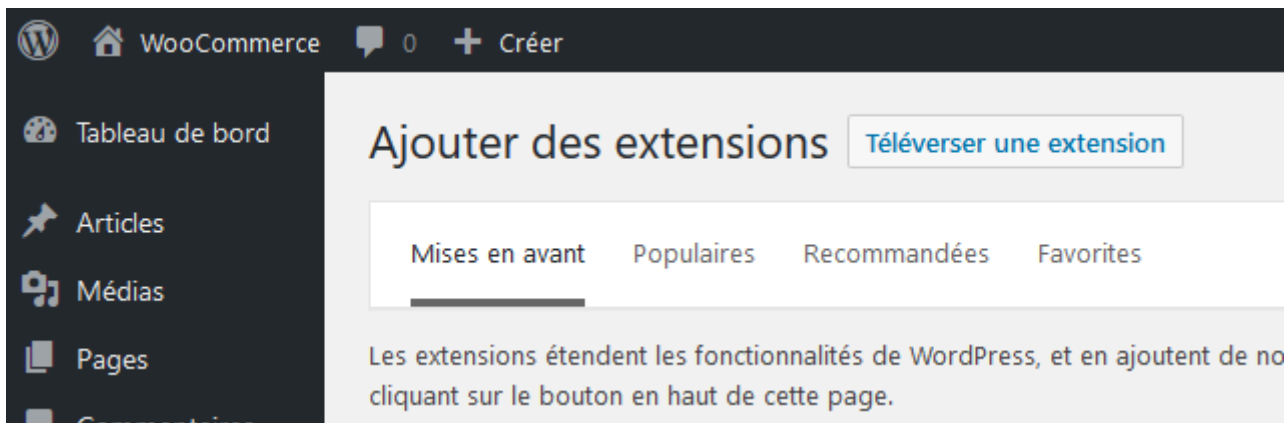 WooCommerce 0 Créer
Tableau de bord
Ajouter des extensions Téléverser une extension
Articles
Mises en avant Populaires Recommandées Favorites
Médias
Pages
Les extensions étendent les fonctionnalités de WordPress, et en ajoutent de no
cliquant sur le bouton en haut de cette page.